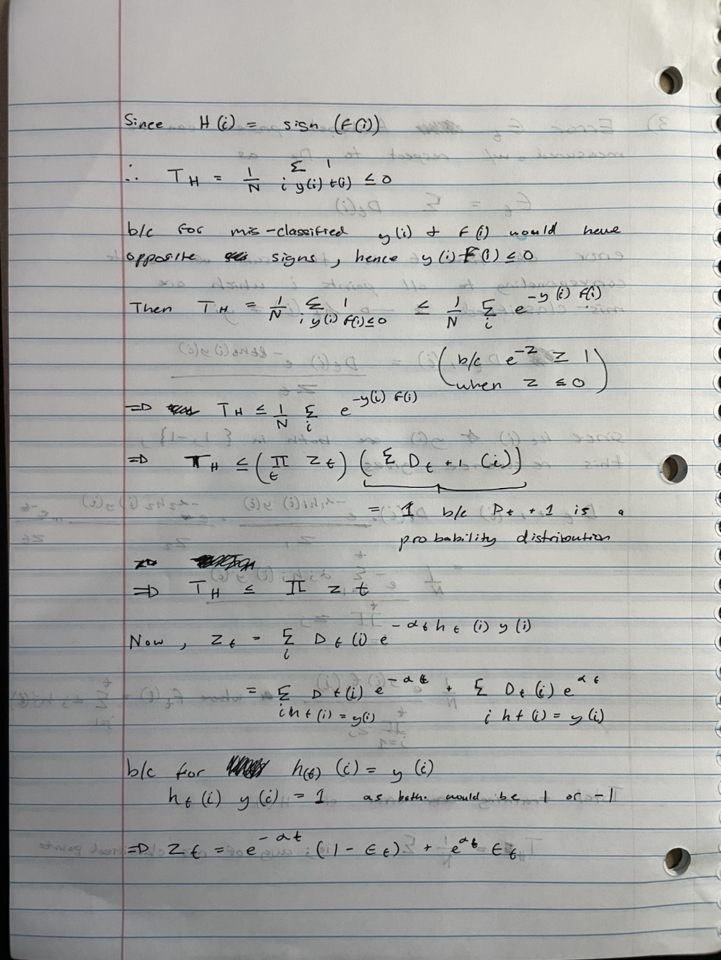 Since H(i) = sign (F(i))
∴ T_H = 1/N Σ_{i y(i) f(i) ≤ 0} 1
b/c for mis-classified y(i) & F(i) would have
opposite signs, hence y(i) F(i) ≤ 0
Then T_H = 1/N Σ_{i y(i) f(i) ≤ 0} 1 ≤ 1/N Σ_i e^{-y(i) f(i)}
(b/c e^{-z} ≥ 1
when z ≤ 0)
⇒ T_H ≤ 1/N Σ_i e^{-y(i) f(i)}
⇒ T_H ≤ (Π_t Z_t) (Σ D_{t+1} (i))
= 1 b/c D_{t+1} is a
probability distribution
⇒ T_H ≤ Π Z_t
Now, Z_t = Σ_i D_t(i) e^{-α_t h_t (i) y(i)}
= Σ_{i h_t(i) = y(i)} D_t(i) e^{-α_t} + Σ_{i h_t(i) = y(i)} D_t(i) e^{α_t}
b/c for h_(t) (i) = y(i)
h_t(i) y(i) = 1 as both would be 1 or -1
⇒ Z_t = e^{-α_t} (1 - ε_t) + e^{α_t} ε_t